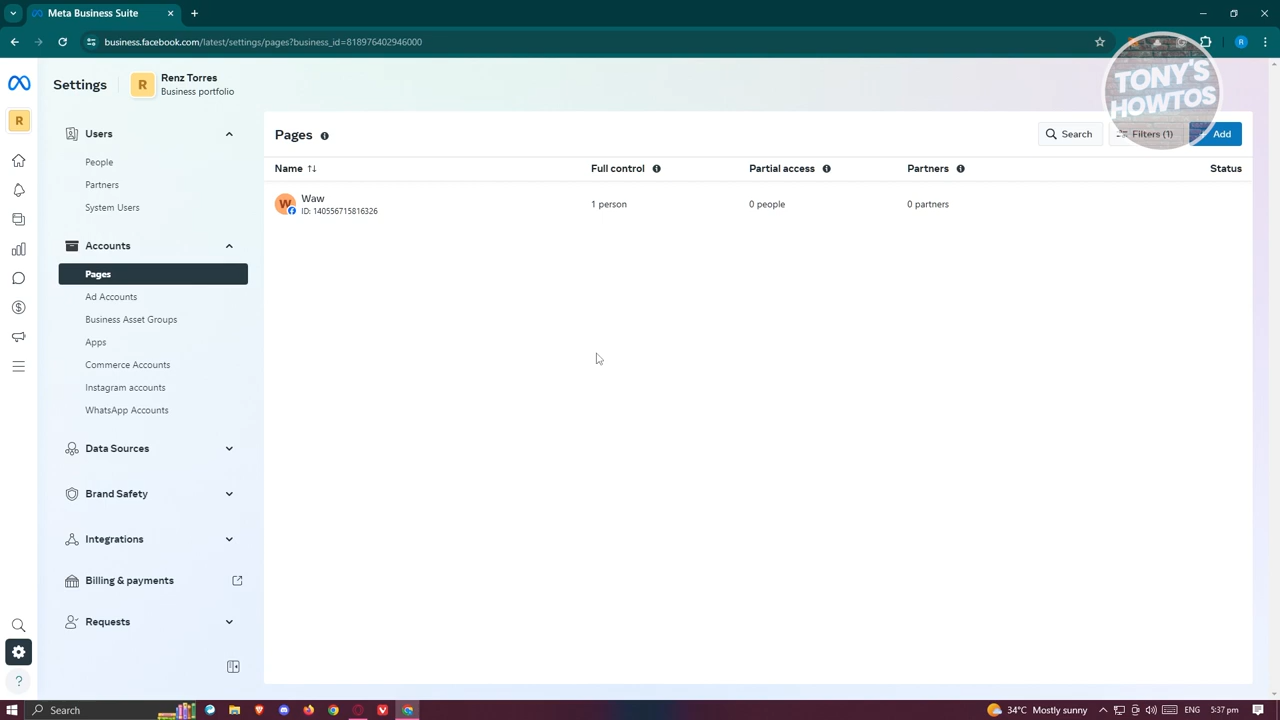 Meta Business Suite
business.facebook.com/latest/settings/pages?business_id=818976402946000
R
TONY'S
HOWTOS
Settings
R
Renz Torres
Business portfolio
R
Users
People
Partners
System Users
Accounts
Pages
Ad Accounts
Business Asset Groups
Apps
Commerce Accounts
Instagram accounts
WhatsApp Accounts
Data Sources
Brand Safety
Integrations
Billing & payments
Requests
Pages
Search
Filters (1)
Add
Name
Full control
Partial access
Partners
Status
W
Waw
ID: 140556715816326
1 person
0 people
0 partners
Search
34°C Mostly sunny
ENG
5:37 pm